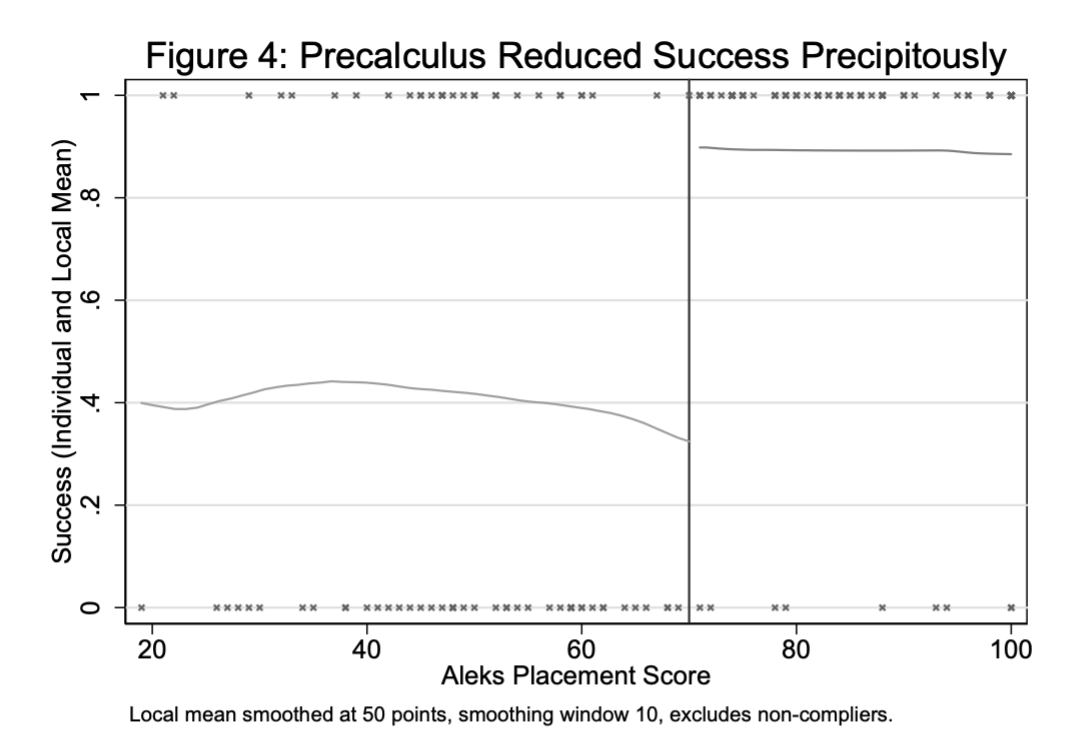 Figure 4: Precalculus Reduced Success Precipitously
Success (Individual and Local Mean)
1
.8
.6
.4
.2
0
20 40 60 80 100
Aleks Placement Score
Local mean smoothed at 50 points, smoothing window 10, excludes non-compliers.